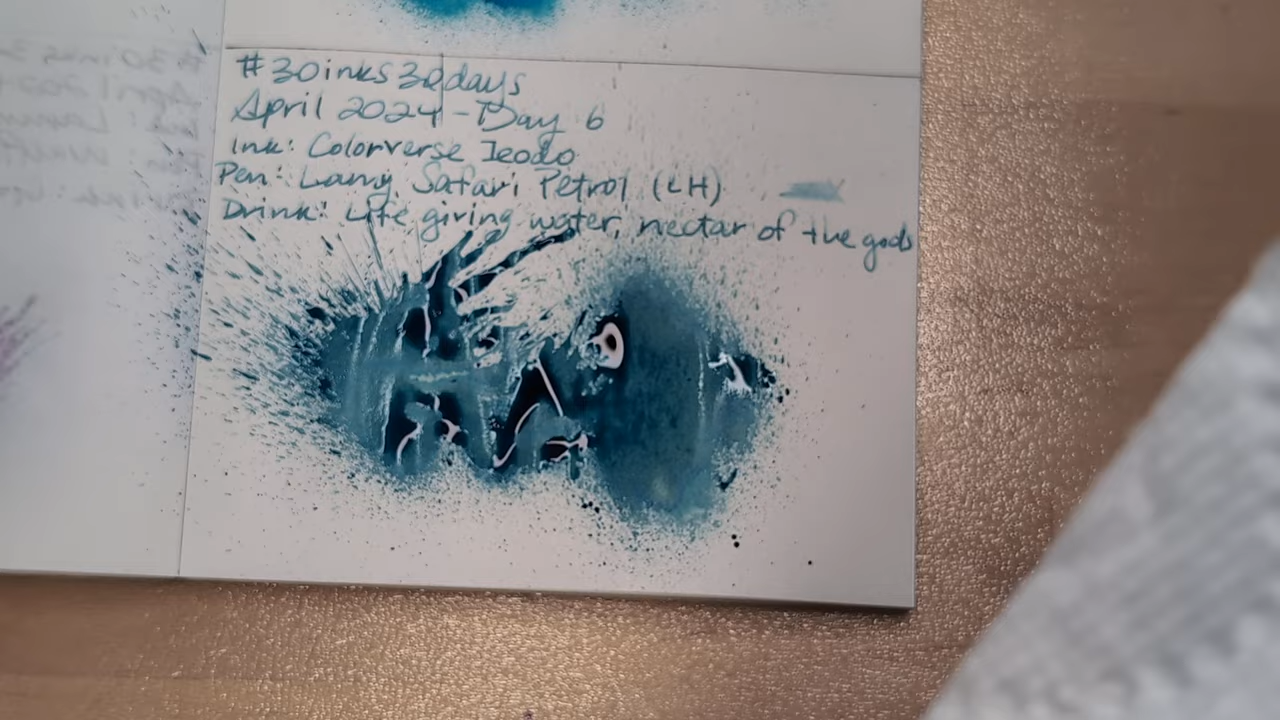 #30inks30days
April 2024 - Day 6
Ink: Colorverse Ieodo
Pen: Lamy Safari Petrol (LH)
Drink: Life giving water, nectar of the gods